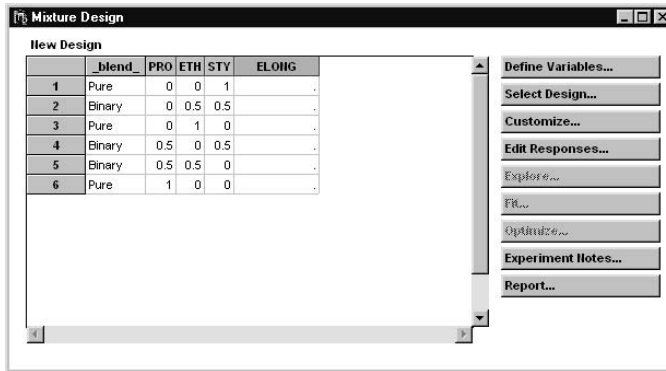 Mixture Design
New Design
_blend_ PRO ETH STY ELONG
1 Pure 0 0 1 .
2 Binary 0 0.5 0.5 .
3 Pure 0 1 0 .
4 Binary 0.5 0 0.5 .
5 Binary 0.5 0.5 0 .
6 Pure 1 0 0 .
Define Variables...
Select Design...
Customize...
Edit Responses...
Explore...
Fit...
Optimize...
Experiment Notes...
Report...